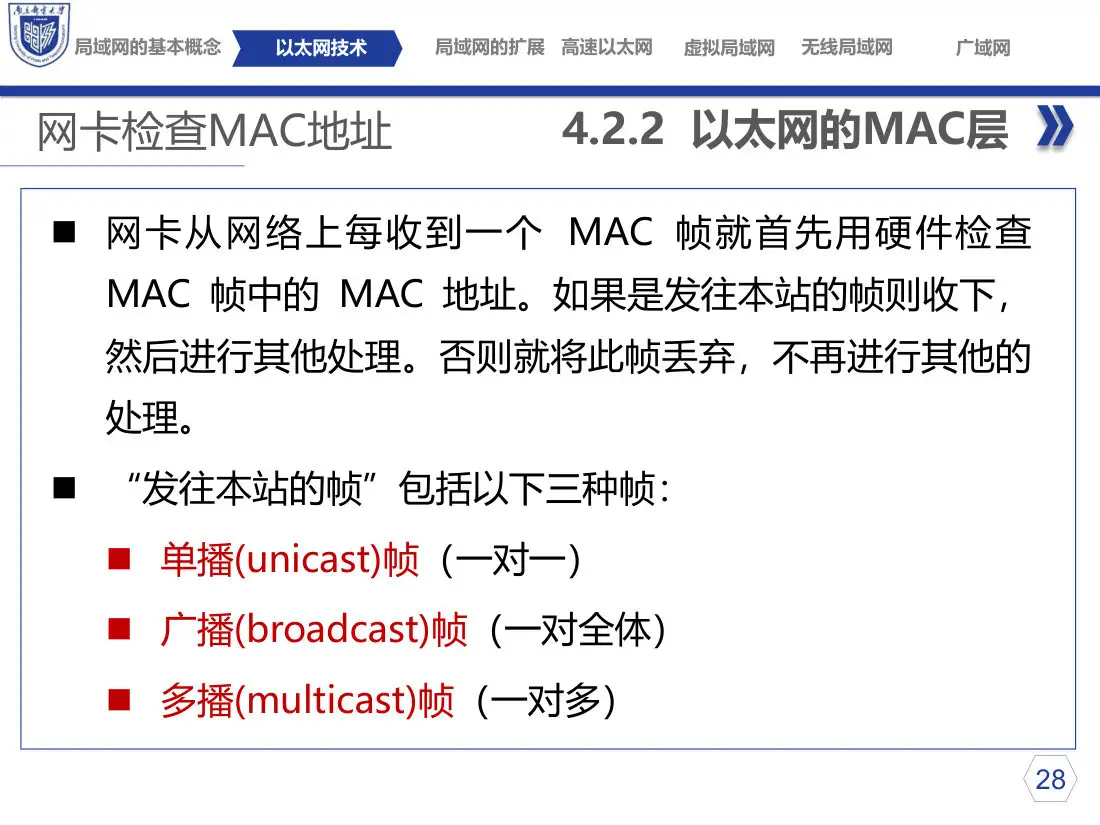 南京邮电大学
局域网的基本概念 以太网技术 局域网的扩展 高速以太网 虚拟局域网 无线局域网 广域网
网卡检查MAC地址 4.2.2 以太网的MAC层
网卡从网络上每收到一个 MAC 帧就首先用硬件检查
MAC 帧中的 MAC 地址。如果是发往本站的帧则收下，
然后进行其他处理。否则就将此帧丢弃，不再进行其他的
处理。
“发往本站的帧”包括以下三种帧：
单播(unicast)帧（一对一）
广播(broadcast)帧（一对全体）
多播(multicast)帧（一对多）
28